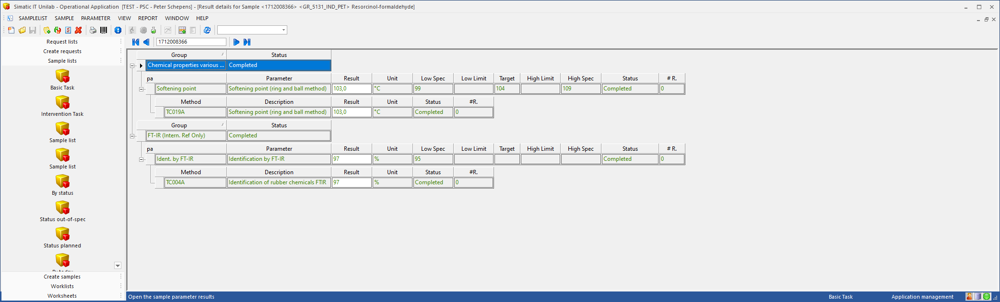 Simatic IT Unilab - Operational Application [TEST - PSC - Peter Schepens] - [Result details for Sample <1712008366> <GR_5131_IND_PET> Resorcinol-formaldehyde]
SAMPLELIST SAMPLE PARAMETER VIEW REPORT WINDOW HELP
1712008366
Request lists
Create requests
Sample lists
Basic Task
Intervention Task
Sample list
Sample list
By status
Status out-of-spec
Status planned
By today
Create samples
Worklists
Worksheets
Group / Status
Chemical properties various ... Completed
pa Parameter Result Unit Low Spec Low Limit Target High Limit High Spec Status # R.
Softening point Softening point (ring and ball method) 103,0 °C 99 104 109 Completed 0
Method Description Result Unit Status #R.
TC019A Softening point (ring and ball method) 103,0 °C Completed 0
Group / Status
FT-IR (Intern. Ref Only) Completed
pa Parameter Result Unit Low Spec Low Limit Target High Limit High Spec Status # R.
Ident. by FT-IR Identification by FT-IR 97 % 95 Completed 0
Method Description Result Unit Status #R.
TC004A Identification of rubber chemicals FTIR 97 % Completed 0
Open the sample parameter results Basic Task Application management